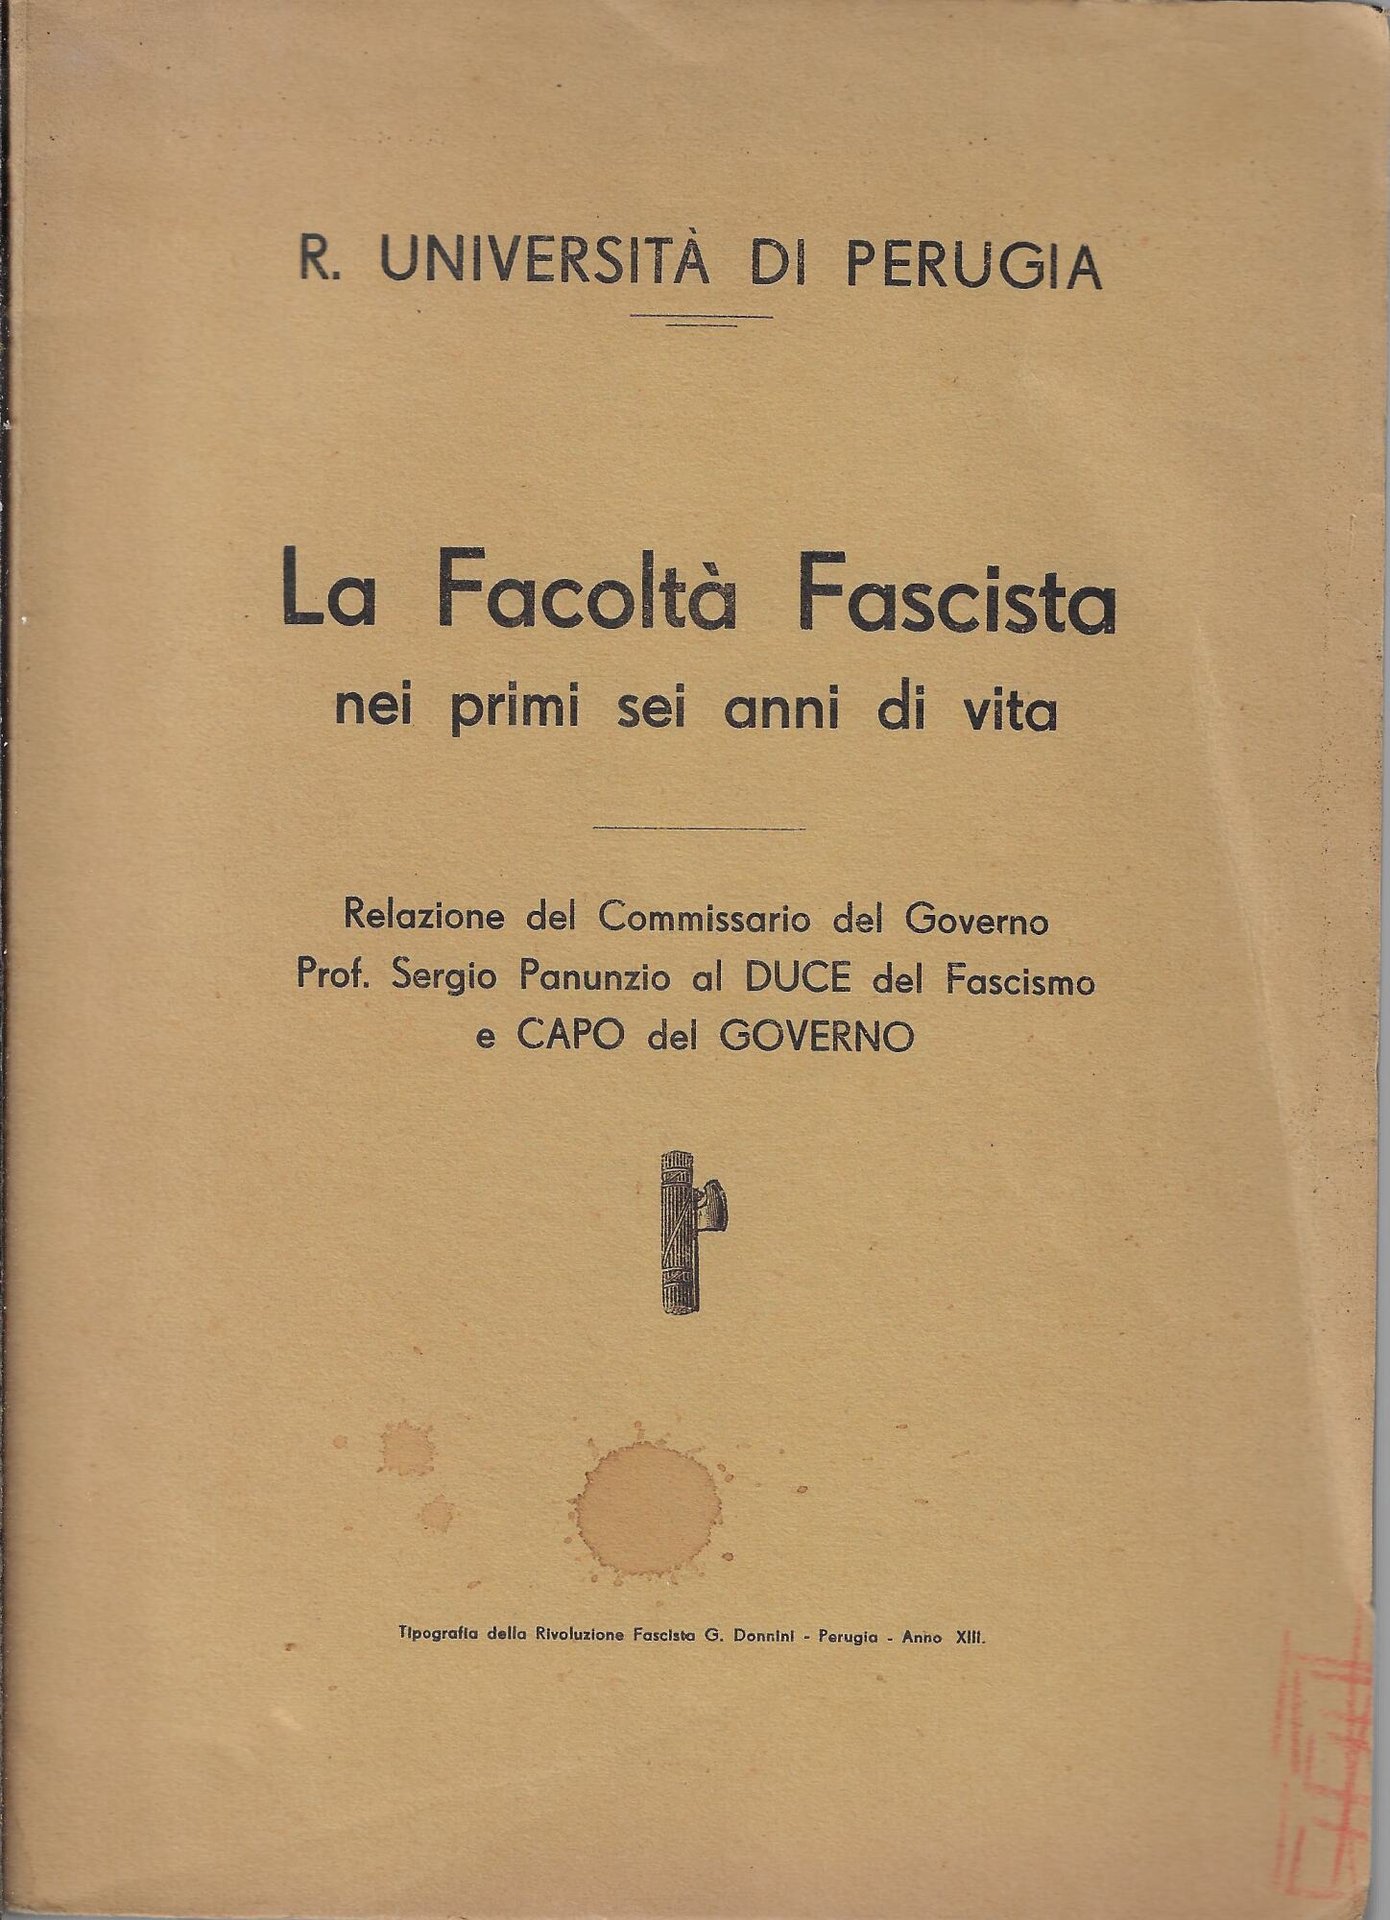 R. UNIVERSITÀ DI PERUGIA
La Facoltà Fascista
nei primi sei anni di vita
Relazione del Commissario del Governo
Prof. Sergio Panunzio al DUCE del Fascismo
e CAPO del GOVERNO
Tipografia della Rivoluzione Fascista G. Donnini - Perugia - Anno XIII.